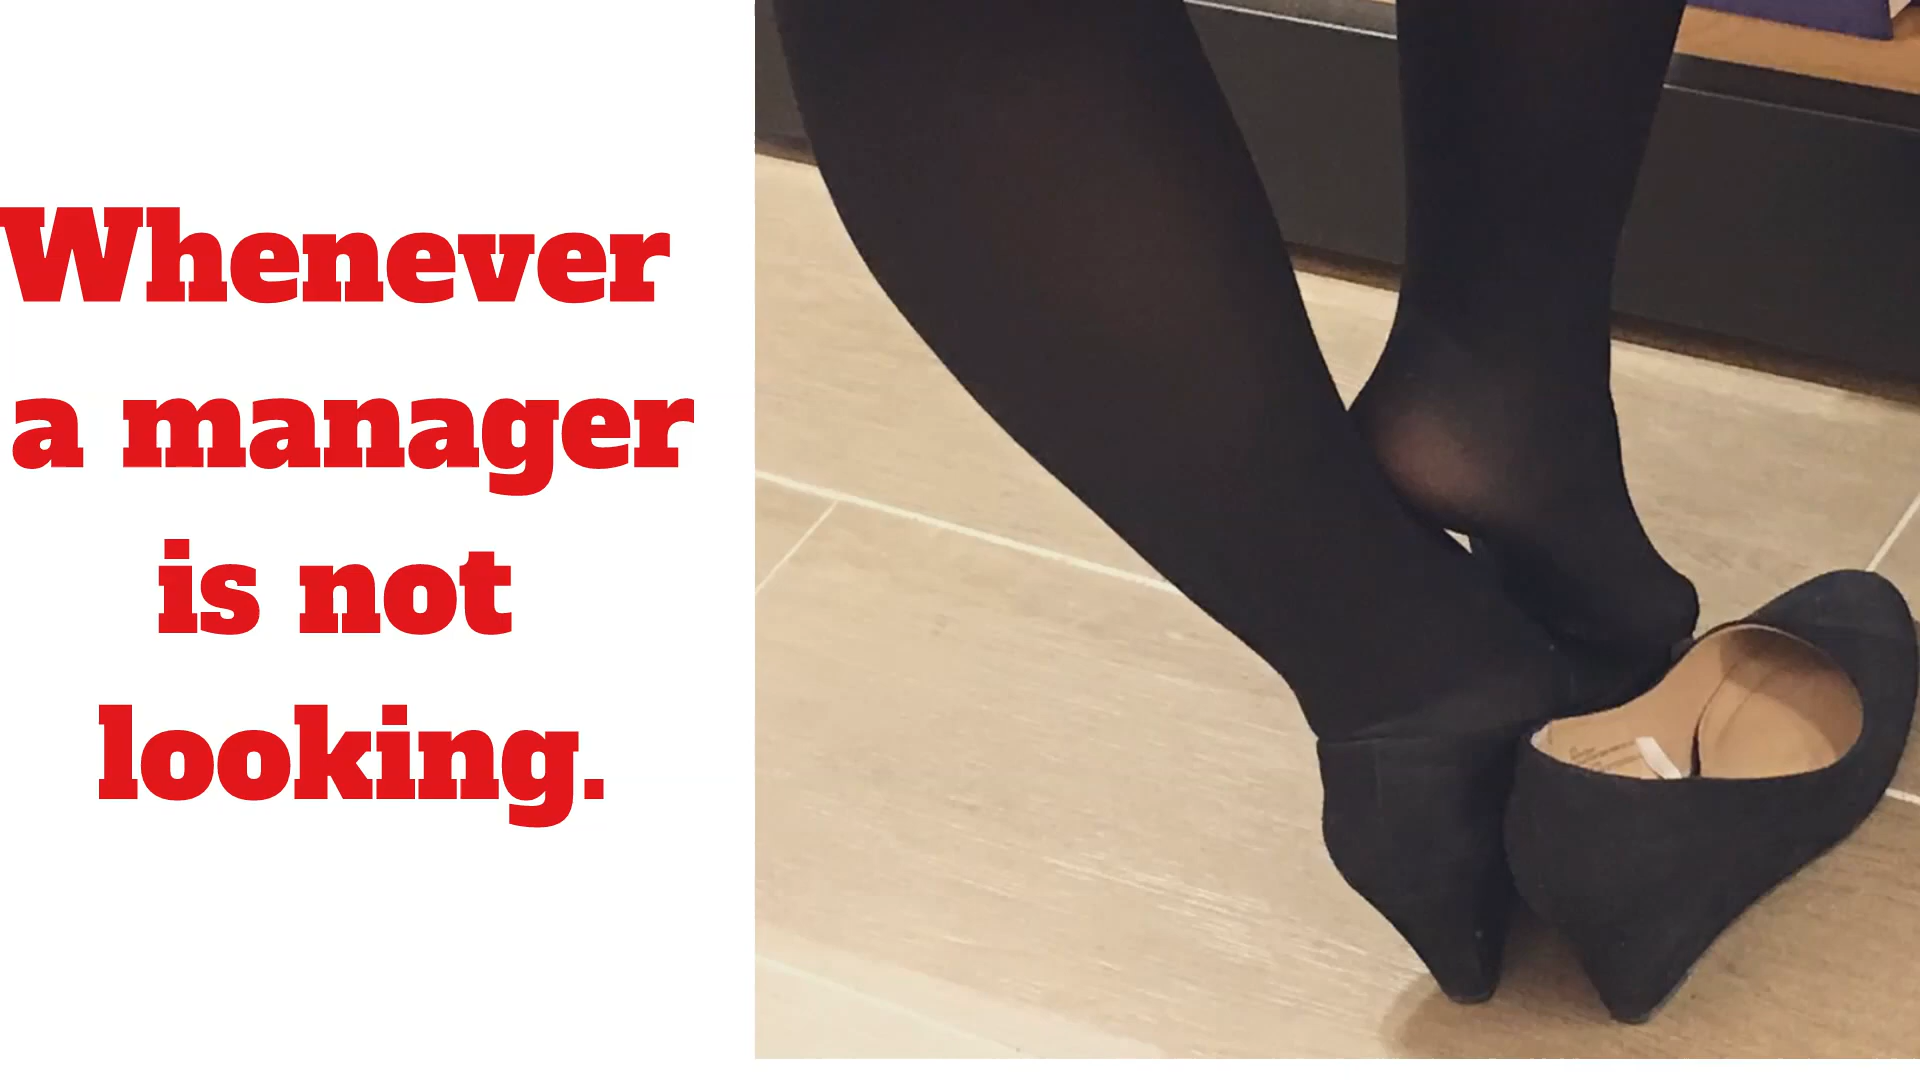 Whenever
a manager
is not
looking.